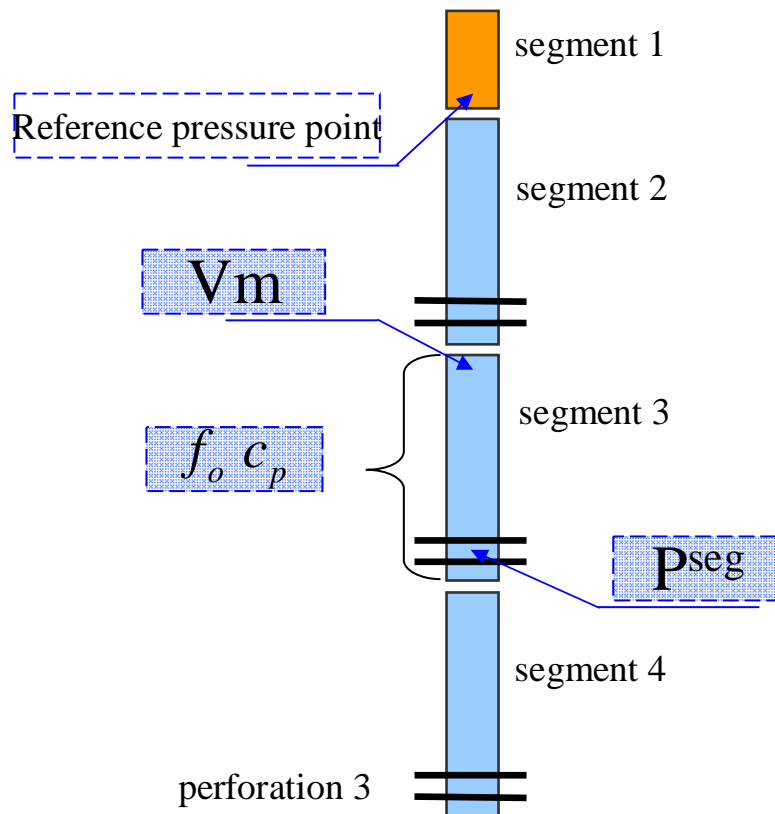 segment 1
Reference pressure point
segment 2
Vm
segment 3
f_o c_p
P^seg
segment 4
perforation 3